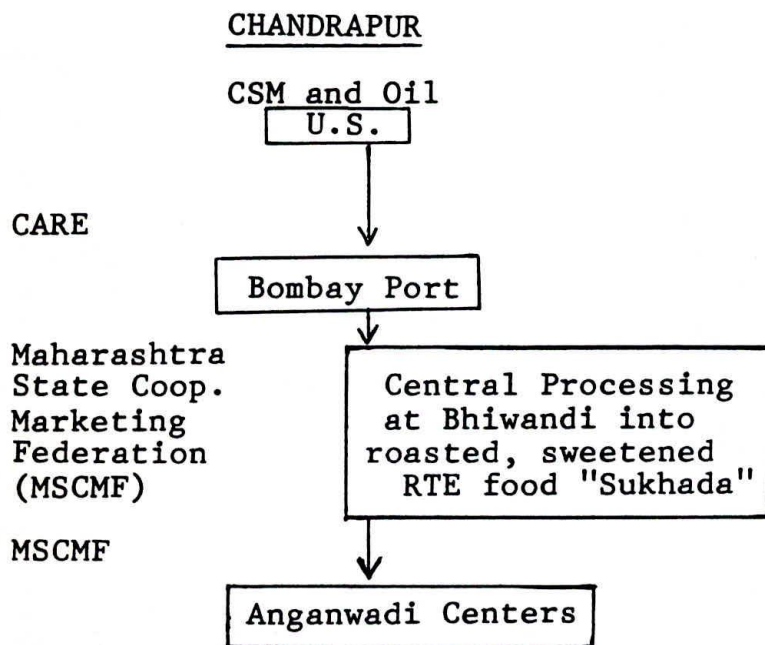 CHANDRAPUR
CSM and Oil
U.S.
CARE
Bombay Port
Maharashtra
State Coop.
Marketing
Federation
(MSCMF)
Central Processing
at Bhiwandi into
roasted, sweetened
RTE food "Sukhada"
MSCMF
Anganwadi Centers